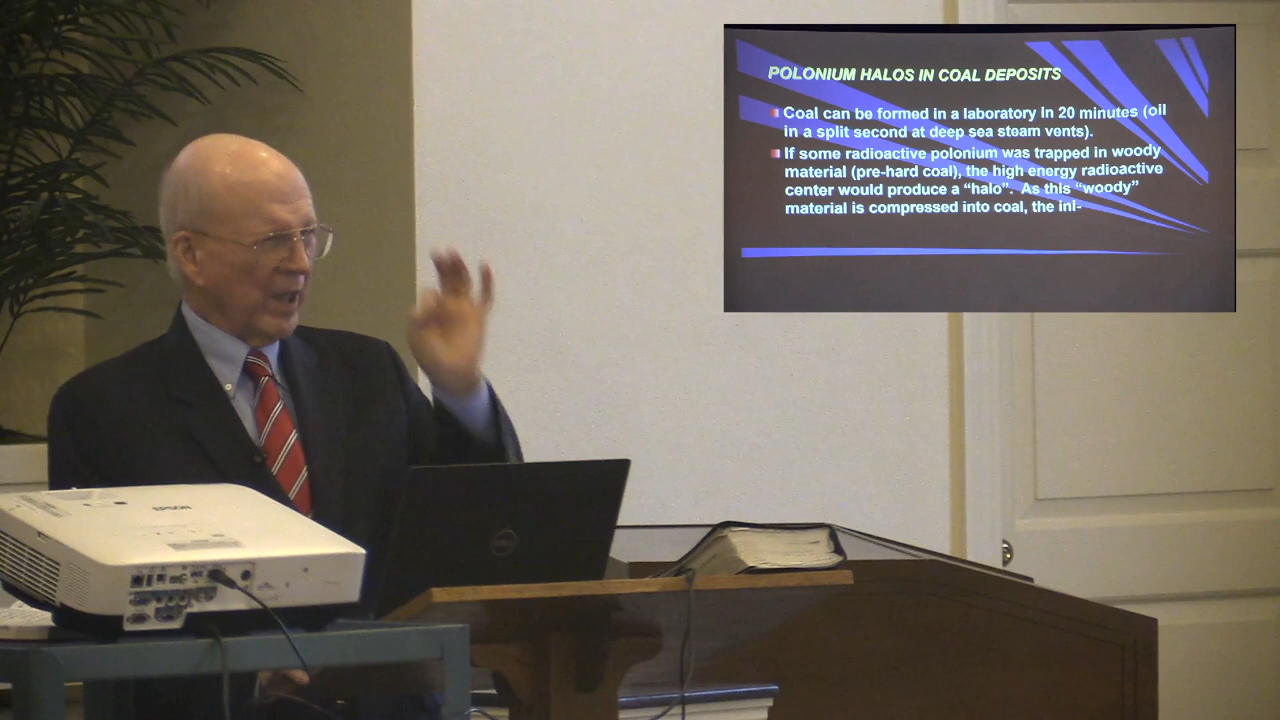 POLONIUM HALOS IN COAL DEPOSITS
Coal can be formed in a laboratory in 20 minutes (oil
in a split second at deep sea steam vents).
If some radioactive polonium was trapped in woody
material (pre-hard coal), the high energy radioactive
center would produce a “halo”. As this “woody”
material is compressed into coal, the ini-
EPSON
DELL